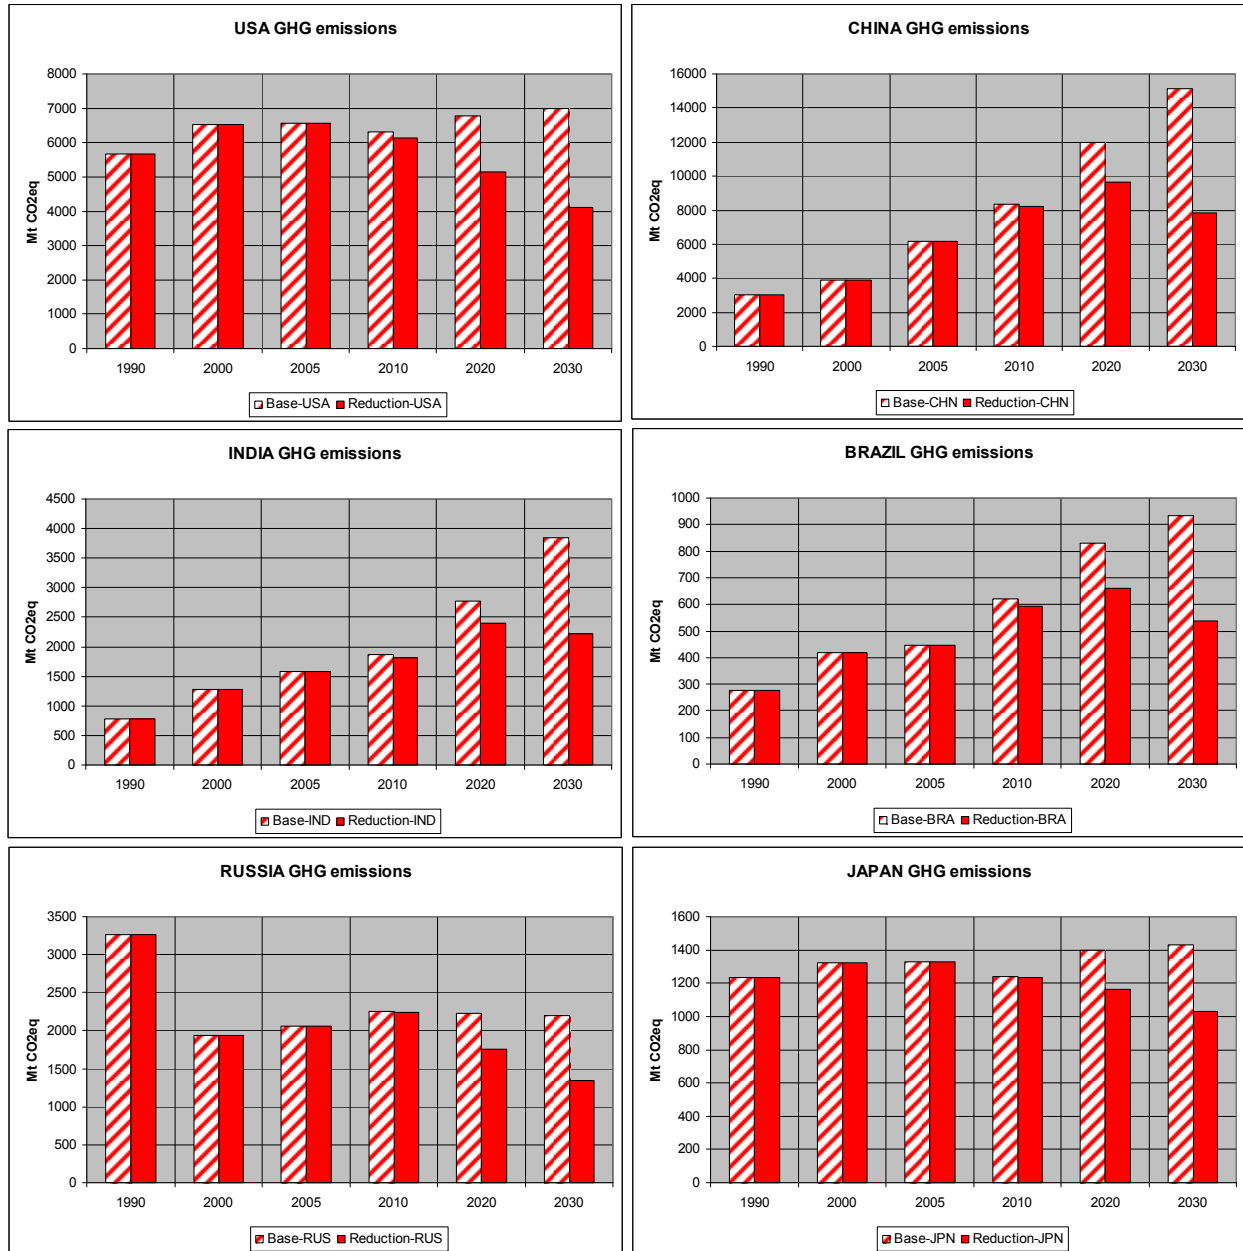 USA GHG emissions
Mt CO2eq
8000
7000
6000
5000
4000
3000
2000
1000
0
1990 2000 2005 2010 2020 2030
Base-USA Reduction-USA
CHINA GHG emissions
Mt CO2eq
16000
14000
12000
10000
8000
6000
4000
2000
0
1990 2000 2005 2010 2020 2030
Base-CHN Reduction-CHN
INDIA GHG emissions
Mt CO2eq
4500
4000
3500
3000
2500
2000
1500
1000
500
0
1990 2000 2005 2010 2020 2030
Base-IND Reduction-IND
BRAZIL GHG emissions
Mt CO2eq
1000
900
800
700
600
500
400
300
200
100
0
1990 2000 2005 2010 2020 2030
Base-BRA Reduction-BRA
RUSSIA GHG emissions
Mt CO2eq
3500
3000
2500
2000
1500
1000
500
0
1990 2000 2005 2010 2020 2030
Base-RUS Reduction-RUS
JAPAN GHG emissions
Mt CO2eq
1600
1400
1200
1000
800
600
400
200
0
1990 2000 2005 2010 2020 2030
Base-JPN Reduction-JPN